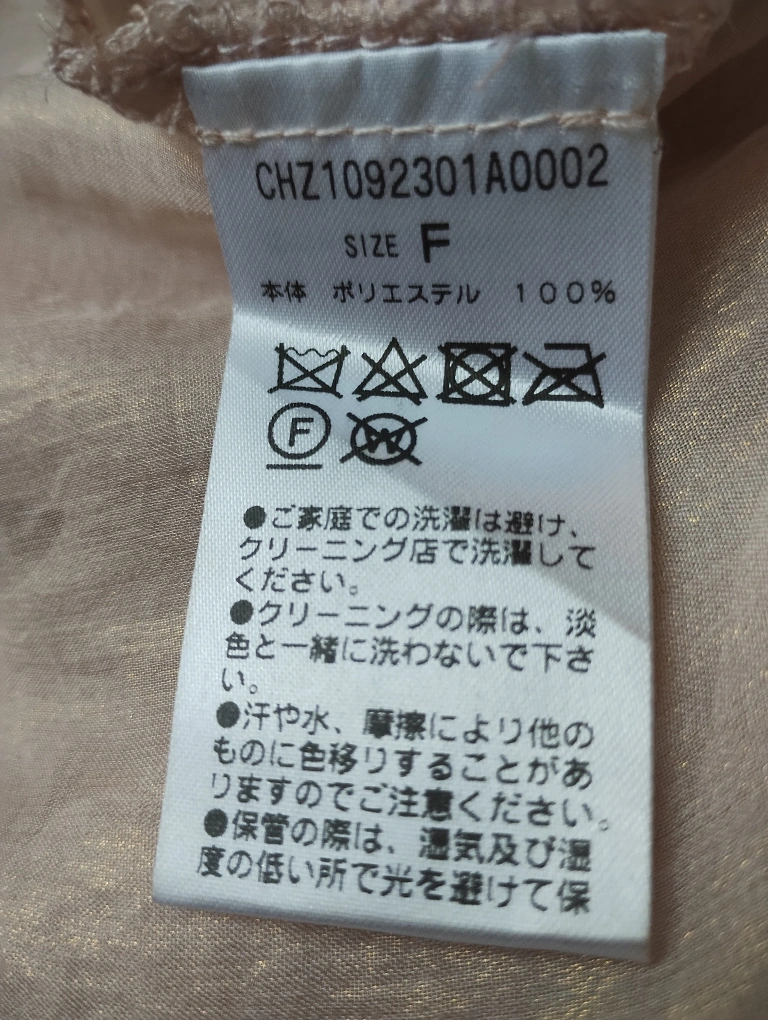 CHZ1092301A0002
SIZE F
本体 ポリエステル 100%
F
W
●ご家庭での洗濯は避け、
クリーニング店で洗濯して
ください。
●クリーニングの際は、淡
色と一緒に洗わないで下さ
い。
●汗や水、摩擦により他の
ものに色移りすることがあ
りますのでご注意ください。
●保管の際は、湿気及び湿
度の低い所で光を避けて保